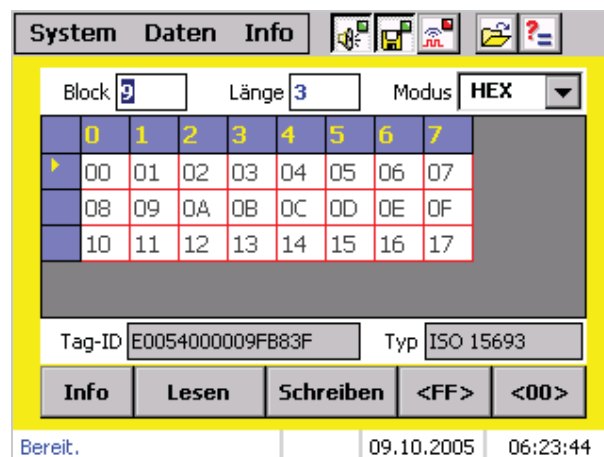 System Daten Info ?=
Block 9 Länge 3 Modus HEX
0 1 2 3 4 5 6 7
00 01 02 03 04 05 06 07
08 09 0A 0B 0C 0D 0E 0F
10 11 12 13 14 15 16 17
Tag-ID E0054000009FB83F Typ ISO 15693
Info Lesen Schreiben <FF> <00>
Bereit. 09.10.2005 06:23:44